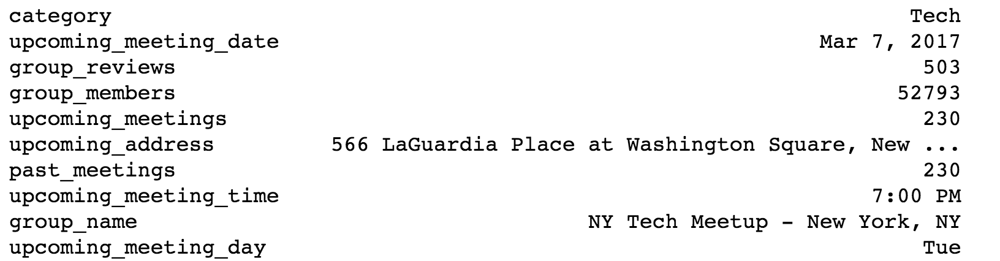 category Tech
upcoming_meeting_date Mar 7, 2017
group_reviews 503
group_members 52793
upcoming_meetings 230
upcoming_address 566 LaGuardia Place at Washington Square, New ...
past_meetings 230
upcoming_meeting_time 7:00 PM
group_name NY Tech Meetup - New York, NY
upcoming_meeting_day Tue